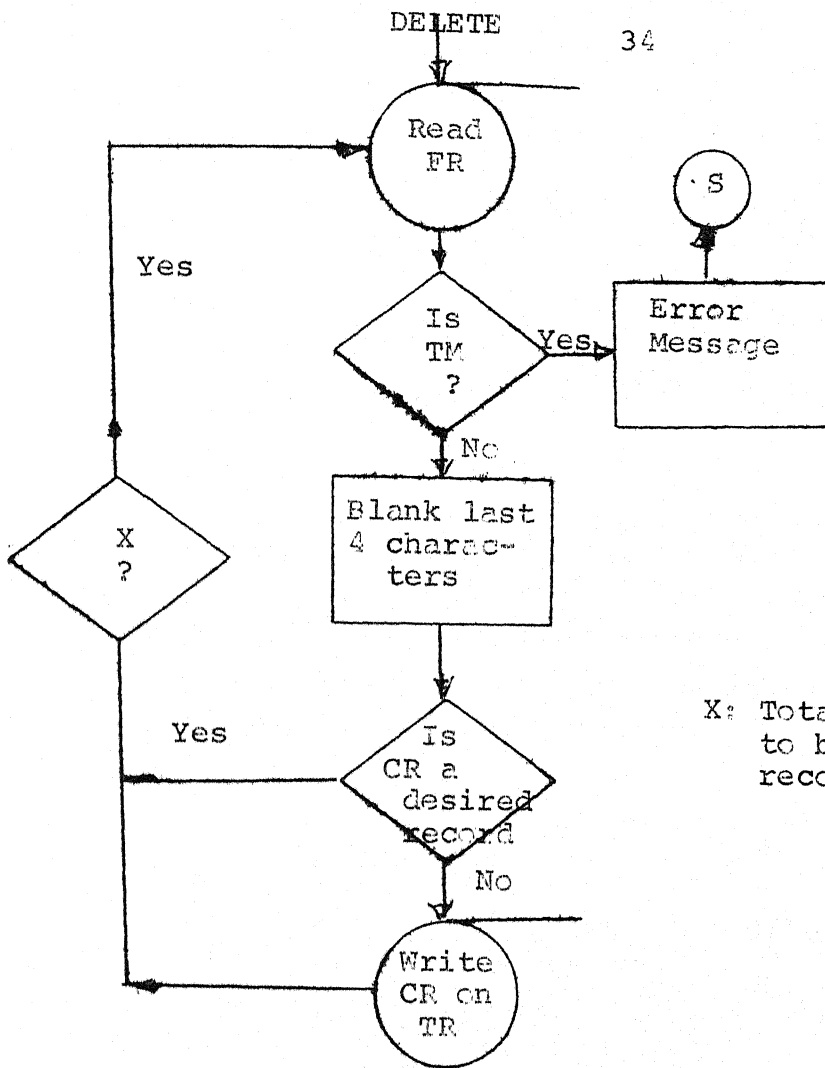 DELETE
34
Read
FR
S
Yes
Is
TM
?
Yes
Error
Message
No
Blank last
4 charac-
ters
X
?
X: Tota
to b
reco
Yes
Is
CR a
desired
record
No
Write
CR on
TR